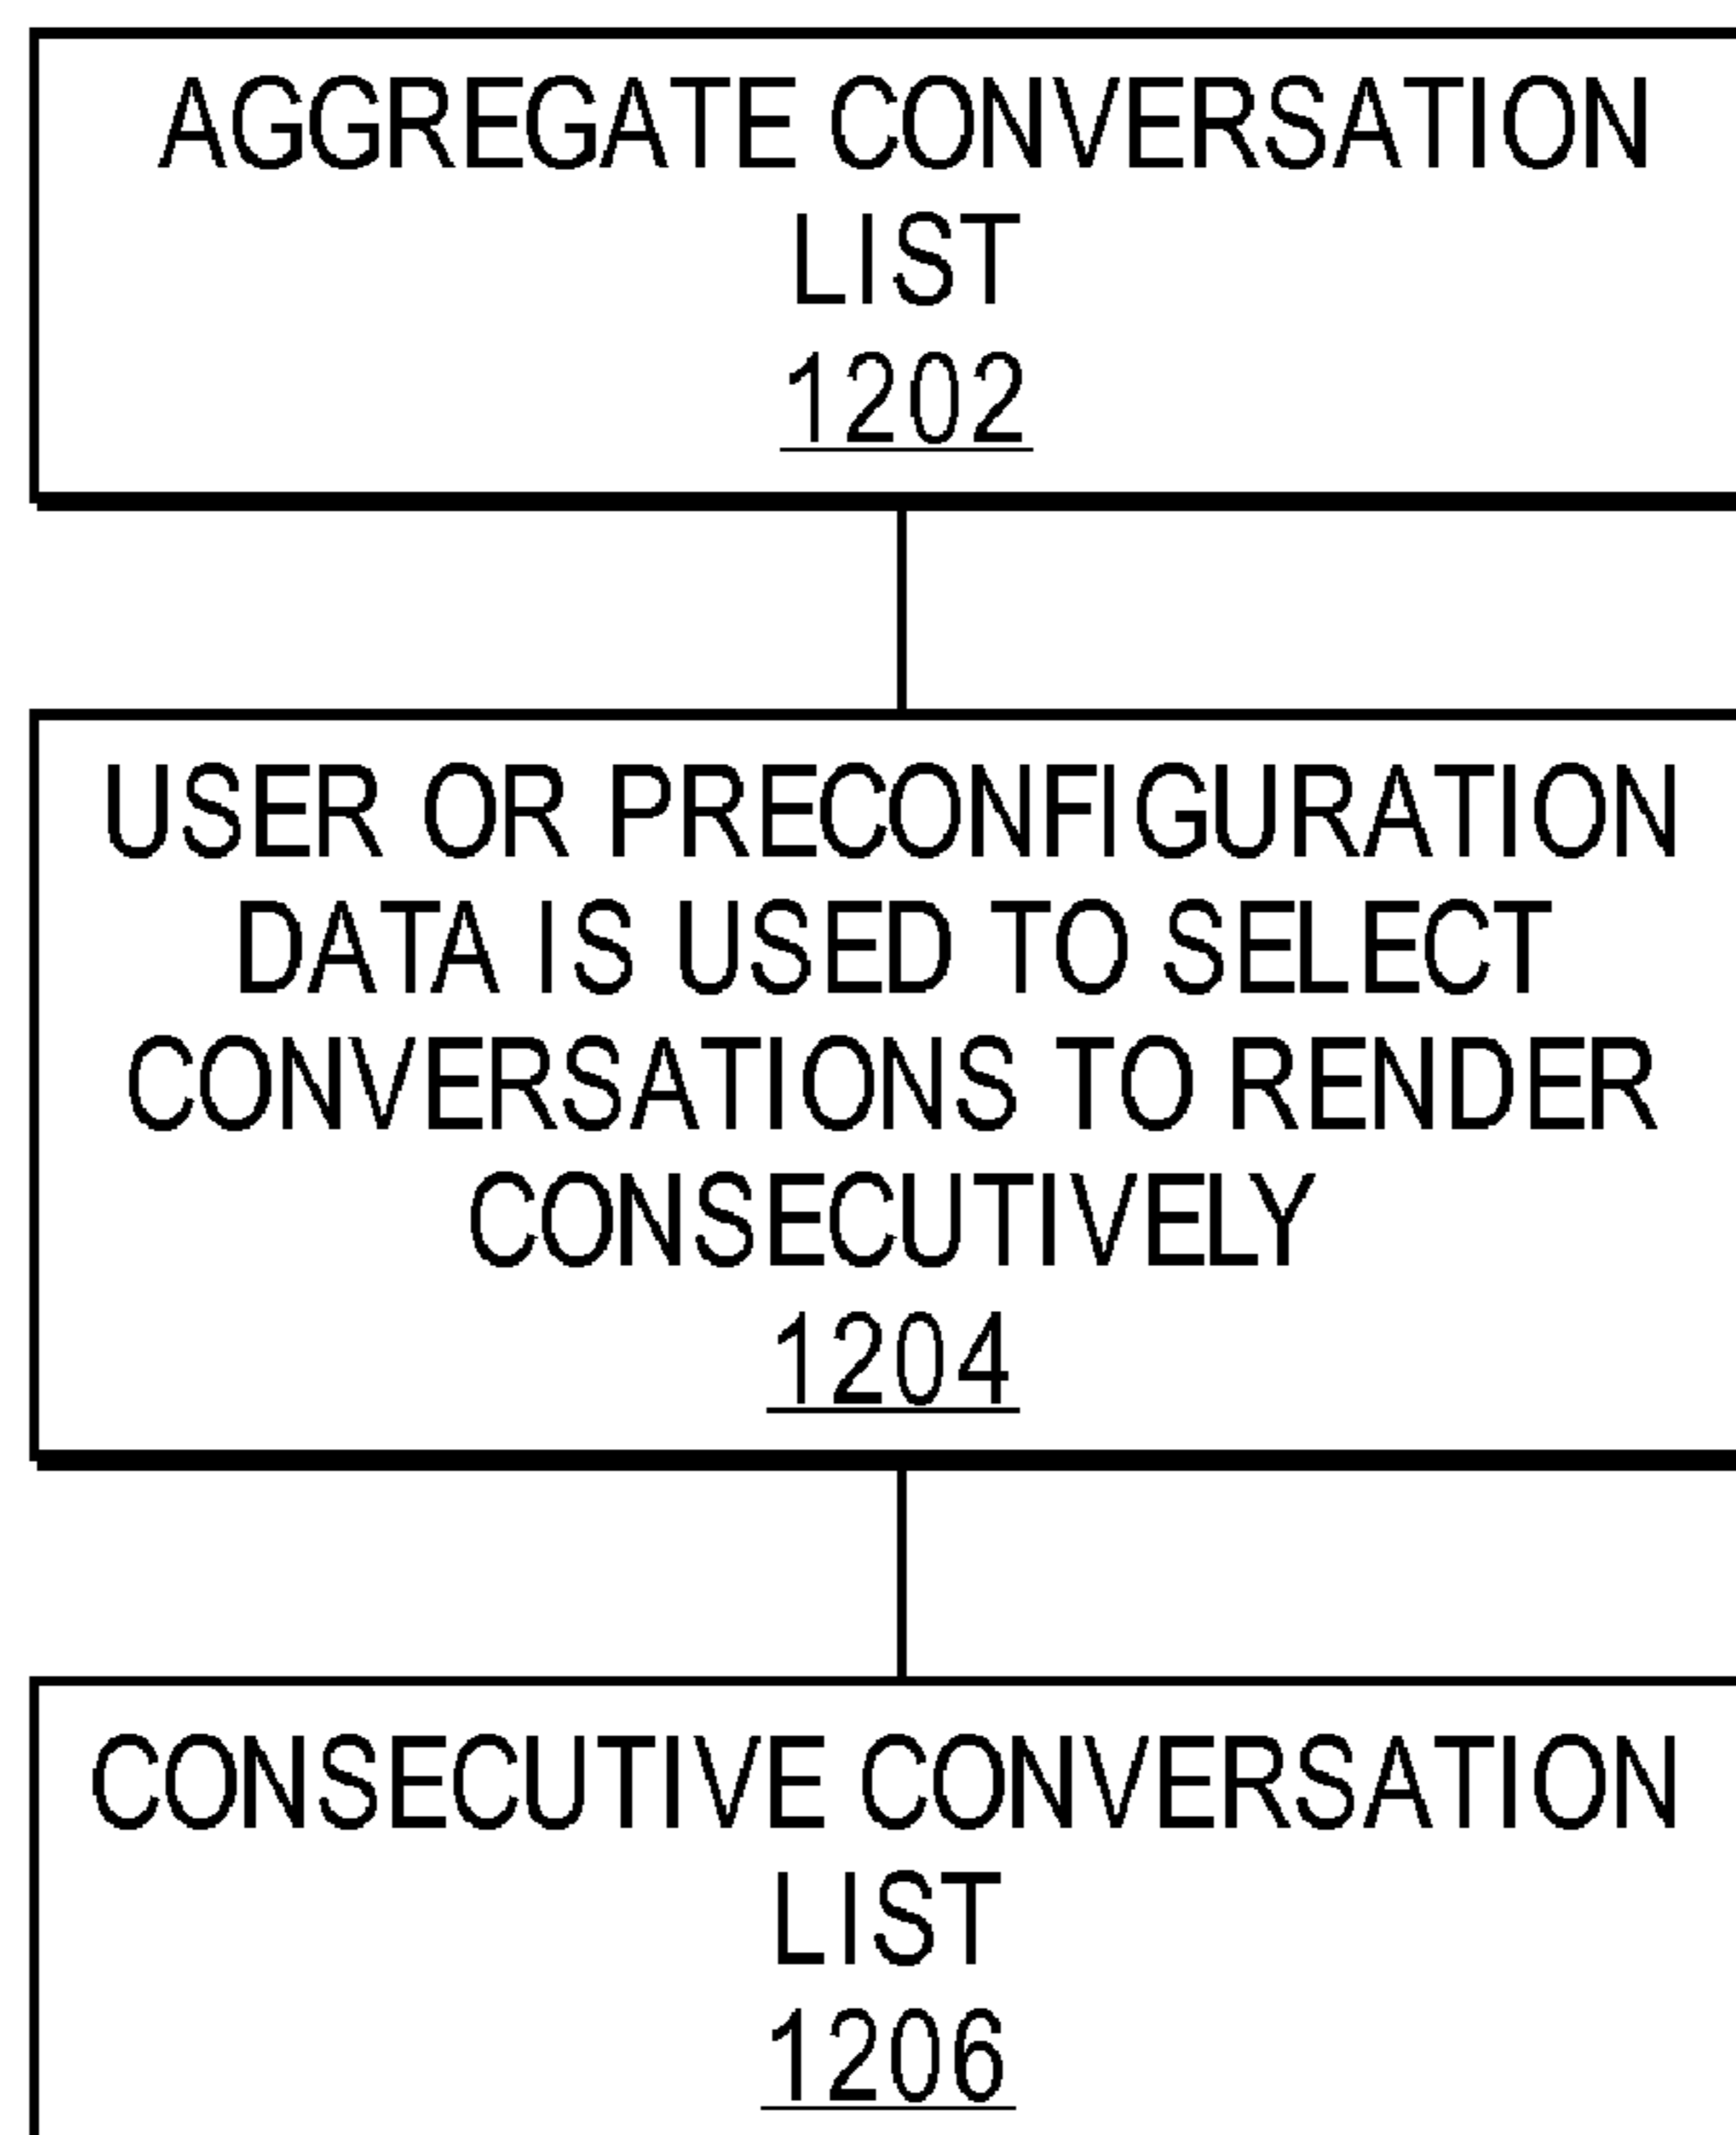 AGGREGATE CONVERSATION
LIST
1202
USER OR PRECONFIGURATION
DATA IS USED TO SELECT
CONVERSATIONS TO RENDER
CONSECUTIVELY
1204
CONSECUTIVE CONVERSATION
LIST
1206